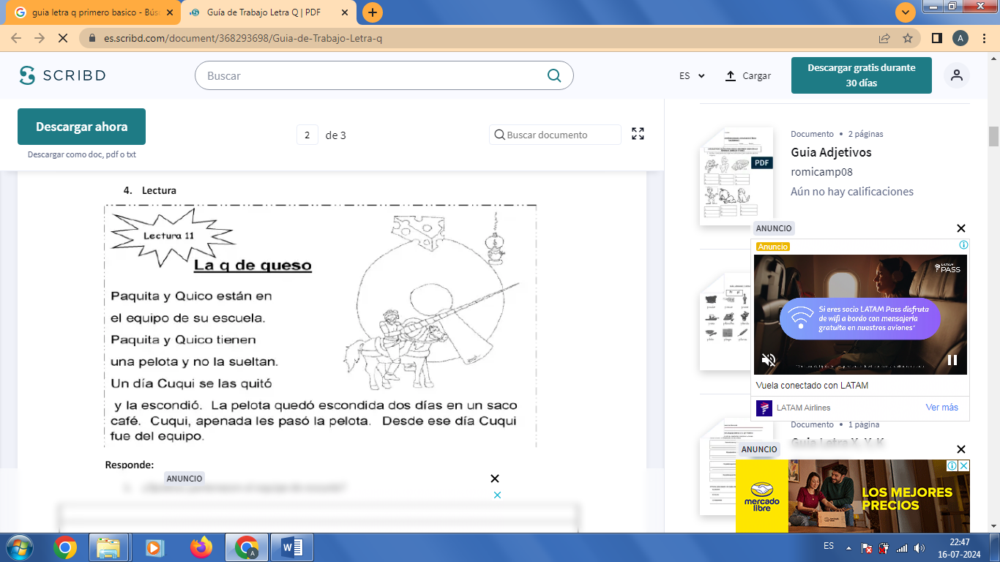 guia letra q primero basico - Bús
Guía de Trabajo Letra Q | PDF
es.scribd.com/document/368293698/Guia-de-Trabajo-Letra-q
A
SCRIBD
Buscar
ES
Cargar
Descargar gratis durante
30 días
Descargar ahora
Descargar como doc, pdf o txt
2 de 3
Buscar documento
4. Lectura
Lectura 11
La q de queso
Paquita y Quico están en
el equipo de su escuela.
Paquita y Quico tienen
una pelota y no la sueltan.
Un día Cuqui se las quitó
y la escondió. La pelota quedó escondida dos días en un saco
café. Cuqui, apenada les pasó la pelota. Desde ese día Cuqui
fue del equipo.
Responde:
ANUNCIO
PDF
Documento • 2 páginas
Guia Adjetivos
romicamp08
Aún no hay calificaciones
ANUNCIO
Anuncio
LATAM
PASS
Si eres socio LATAM Pass disfruta
de wifi a bordo con mensajería
gratuita en nuestros aviones*
Vuela conectado con LATAM
LATAM Airlines
Ver más
Documento • 1 página
Guia Letra X, Y, K
ANUNCIO
mercado
libre
LOS MEJORES
PRECIOS
A
ES
22:47
16-07-2024